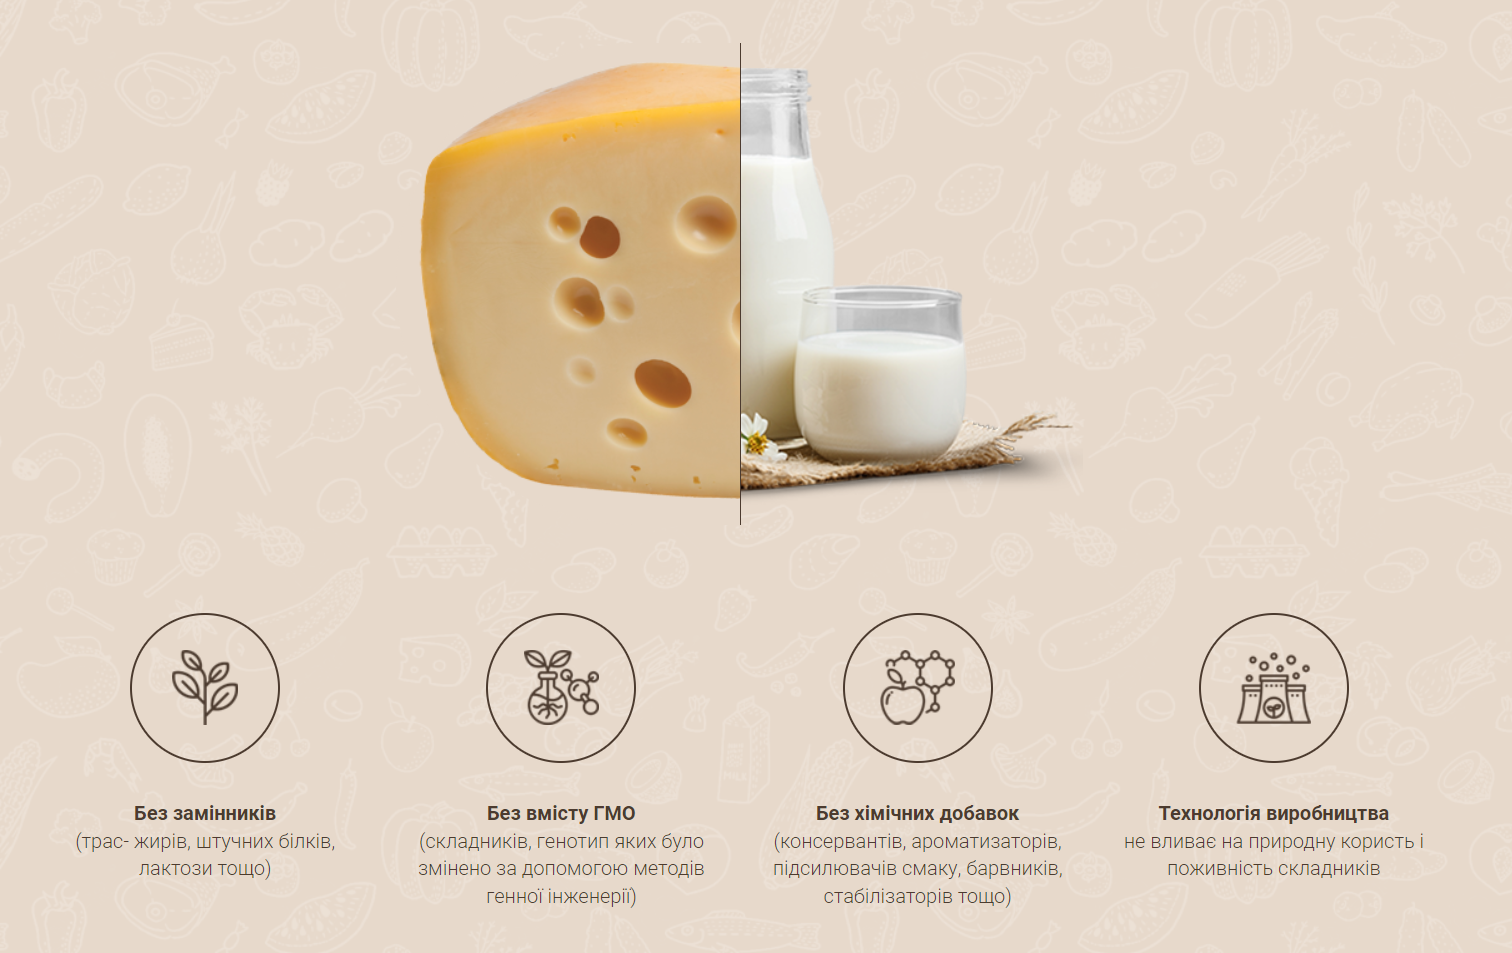 Без замінників
(трас- жирів, штучних білків,
лактози тощо)
Без вмісту ГМО
(складників, генотип яких було
змінено за допомогою методів
генної інженерії)
Без хімічних добавок
(консервантів, ароматизаторів,
підсилювачів смаку, барвників,
стабілізаторів тощо)
Технологія виробництва
не вливає на природну користь і
поживність складників